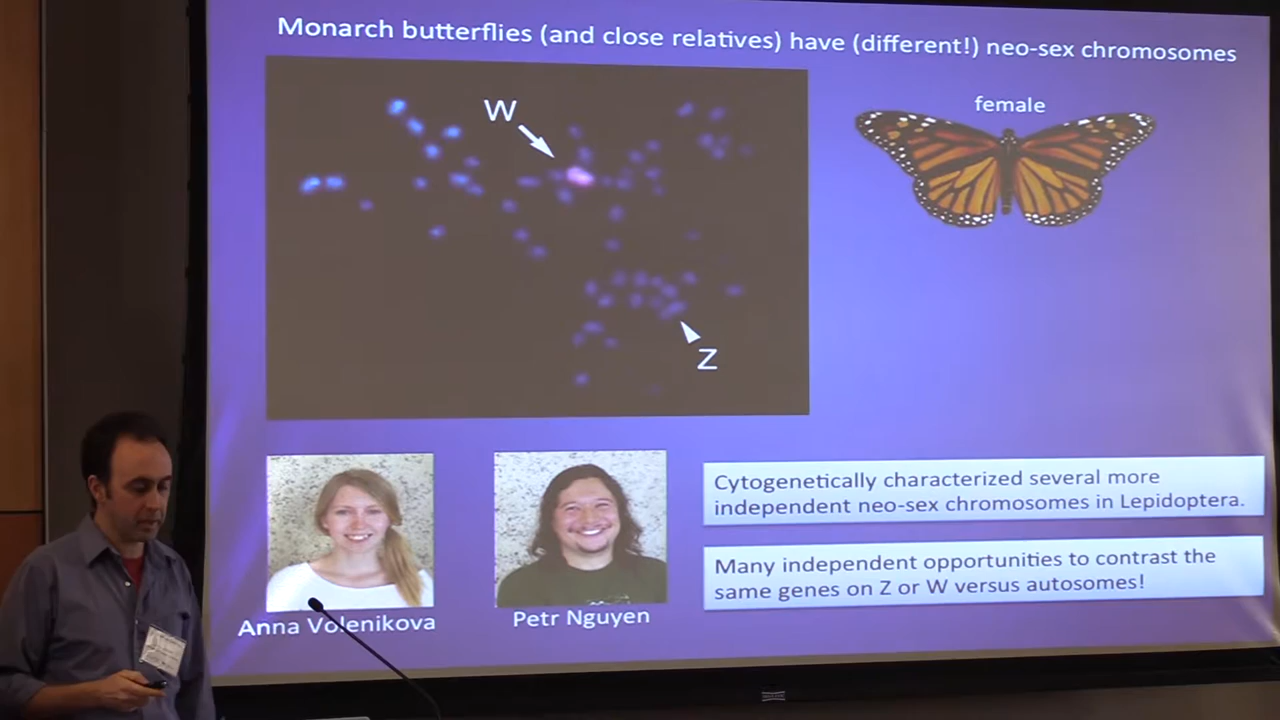 Monarch butterflies (and close relatives) have (different!) neo-sex chromosomes
W
female
Z
Cytogenetically characterized several more
independent neo-sex chromosomes in Lepidoptera.
Many independent opportunities to contrast the
same genes on Z or W versus autosomes!
Anna Volenikova
Petr Nguyen